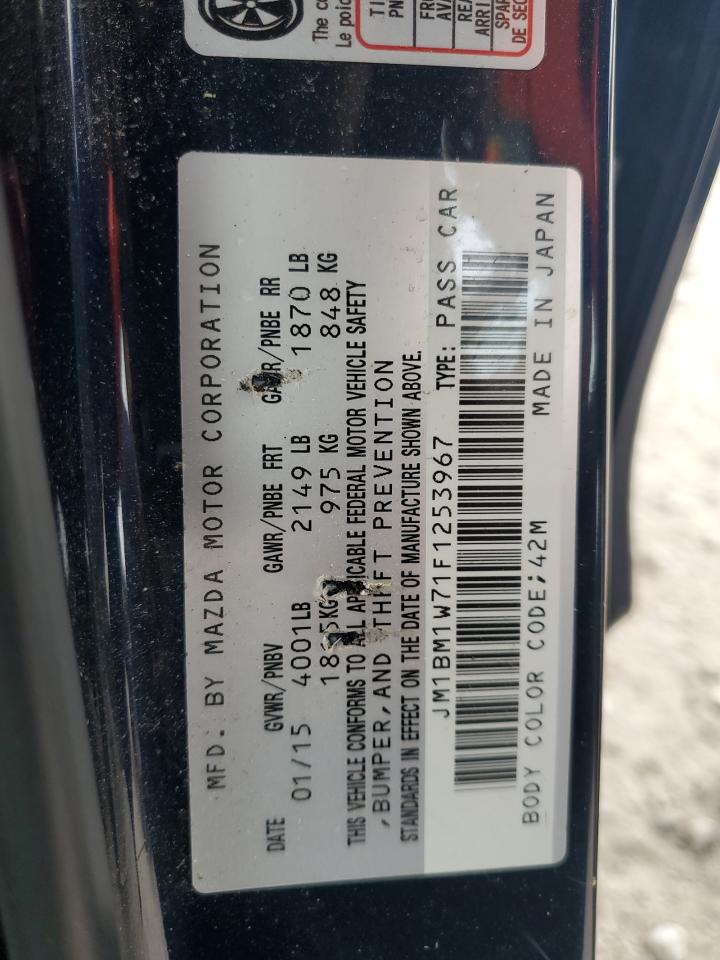 MFD. BY MAZDA MOTOR CORPORATION
DATE GVWR/PNBV GAWR/PNBE FRT GAWR/PNBE RR
01/15 4001LB 2149 LB 1870 LB
975 KG 848 KG
THIS VEHICLE CONFORMS TO ALL APPLICABLE FEDERAL MOTOR VEHICLE SAFETY
,BUMPER,AND THEFT PREVENTION
STANDARDS IN EFFECT ON THE DATE OF MANUFACTURE SHOWN ABOVE.
JM1BM1W71F1253967 TYPE: PASS CAR
BODY COLOR CODE;42M MADE IN JAPAN
The
Le
DE